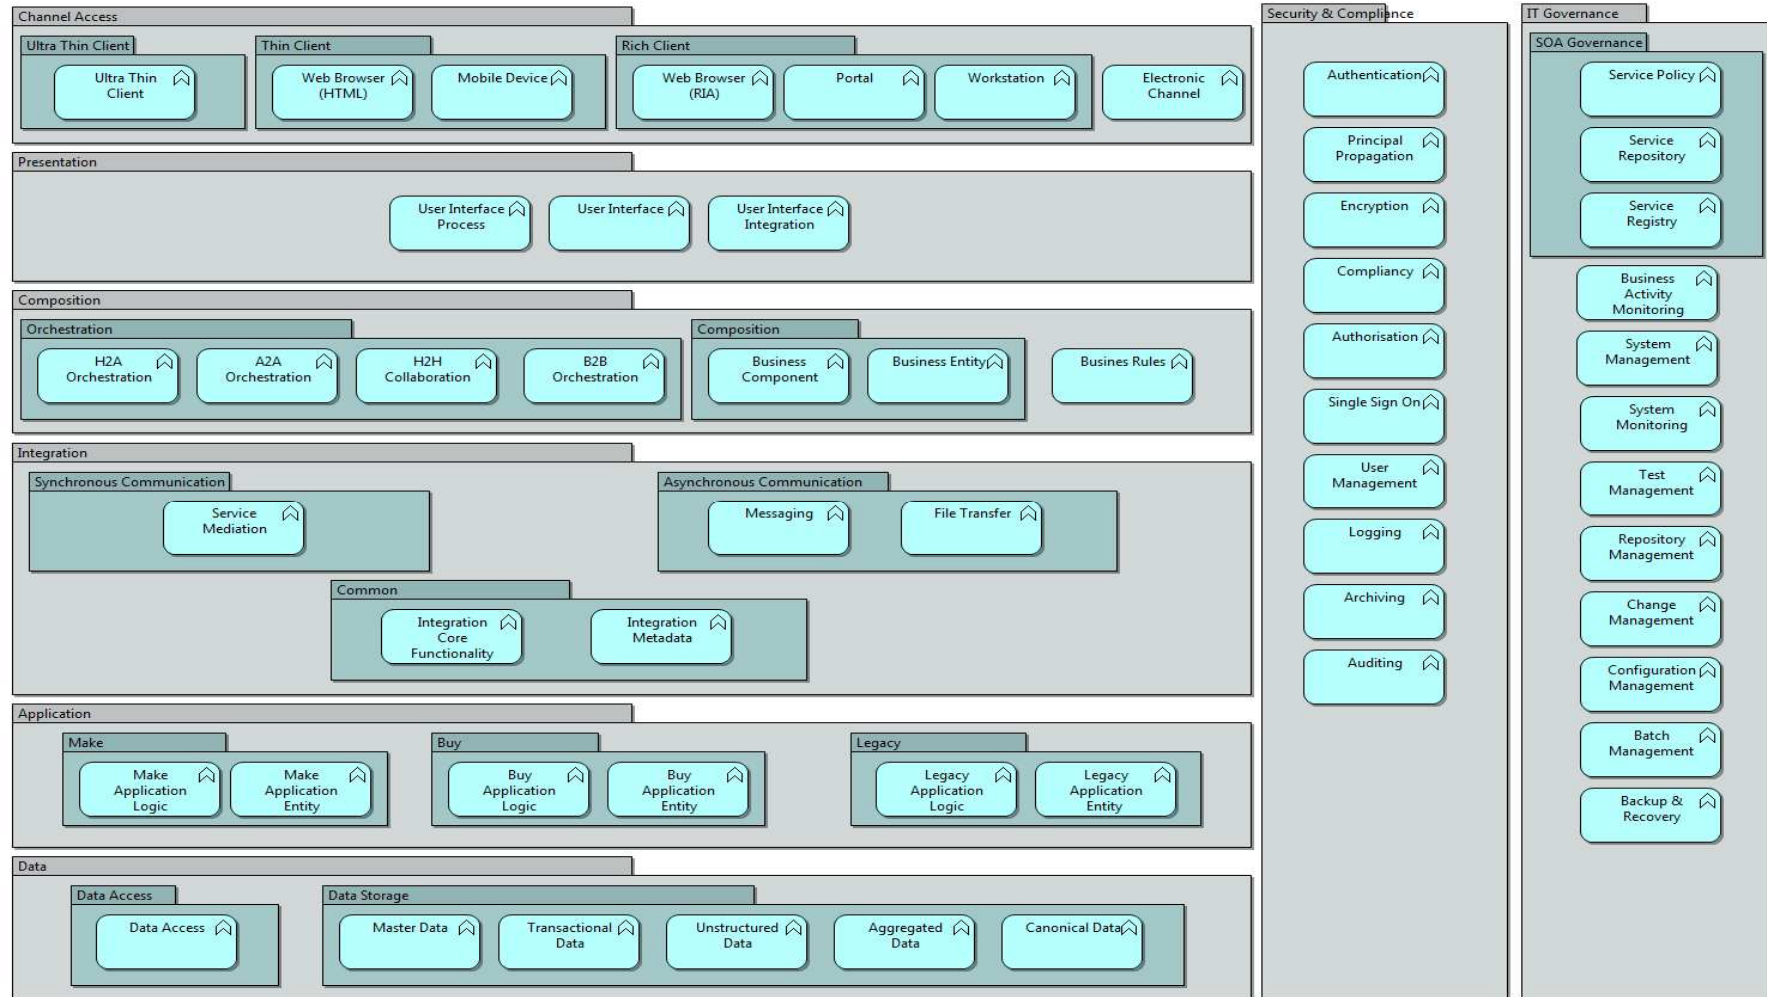 Channel Access
Ultra Thin Client
Ultra Thin
Client
Thin Client
Web Browser
(HTML)
Mobile Device
Rich Client
Web Browser
(RIA)
Portal
Workstation
Electronic
Channel
Presentation
User Interface
Process
User Interface
User Interface
Integration
Composition
Orchestration
H2A
Orchestration
A2A
Orchestration
H2H
Collaboration
B2B
Orchestration
Composition
Business
Component
Business Entity
Busines Rules
Integration
Synchronous Communication
Service
Mediation
Asynchronous Communication
Messaging
File Transfer
Common
Integration
Core
Functionality
Integration
Metadata
Application
Make
Make
Application
Logic
Make
Application
Entity
Buy
Buy
Application
Logic
Buy
Application
Entity
Legacy
Legacy
Application
Logic
Legacy
Application
Entity
Data
Data Access
Data Access
Data Storage
Master Data
Transactional
Data
Unstructured
Data
Aggregated
Data
Canonical Data
Security & Compliance
Authentication
Principal
Propagation
Encryption
Compliancy
Authorisation
Single Sign On
User
Management
Logging
Archiving
Auditing
IT Governance
SOA Governance
Service Policy
Service
Repository
Service
Registry
Business
Activity
Monitoring
System
Management
System
Monitoring
Test
Management
Repository
Management
Change
Management
Configuration
Management
Batch
Management
Backup &
Recovery